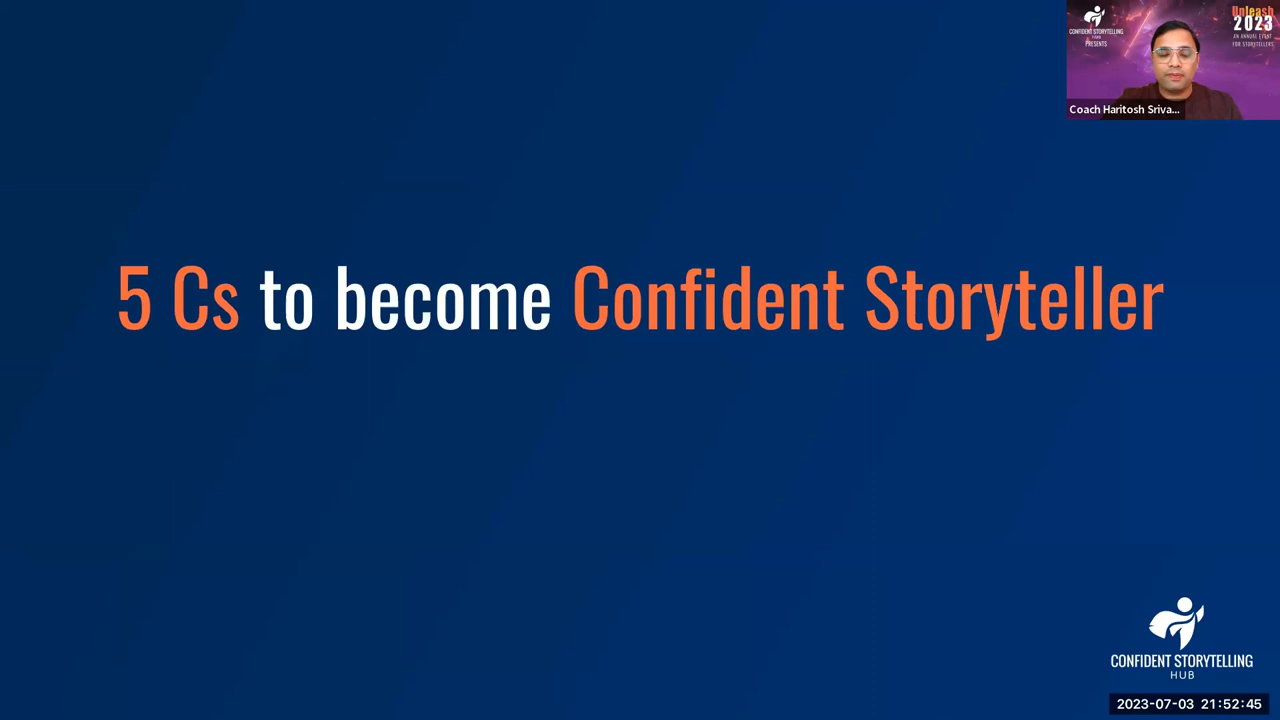 CONFIDENT STORYTELLING
HUB
PRESENTS
Unleash
2023
AN ANNUAL EVENT
FOR STORYTELLERS
Coach Haritosh Sriva...
5 Cs to become Confident Storyteller
CONFIDENT STORYTELLING
HUB
2023-07-03 21:52:45